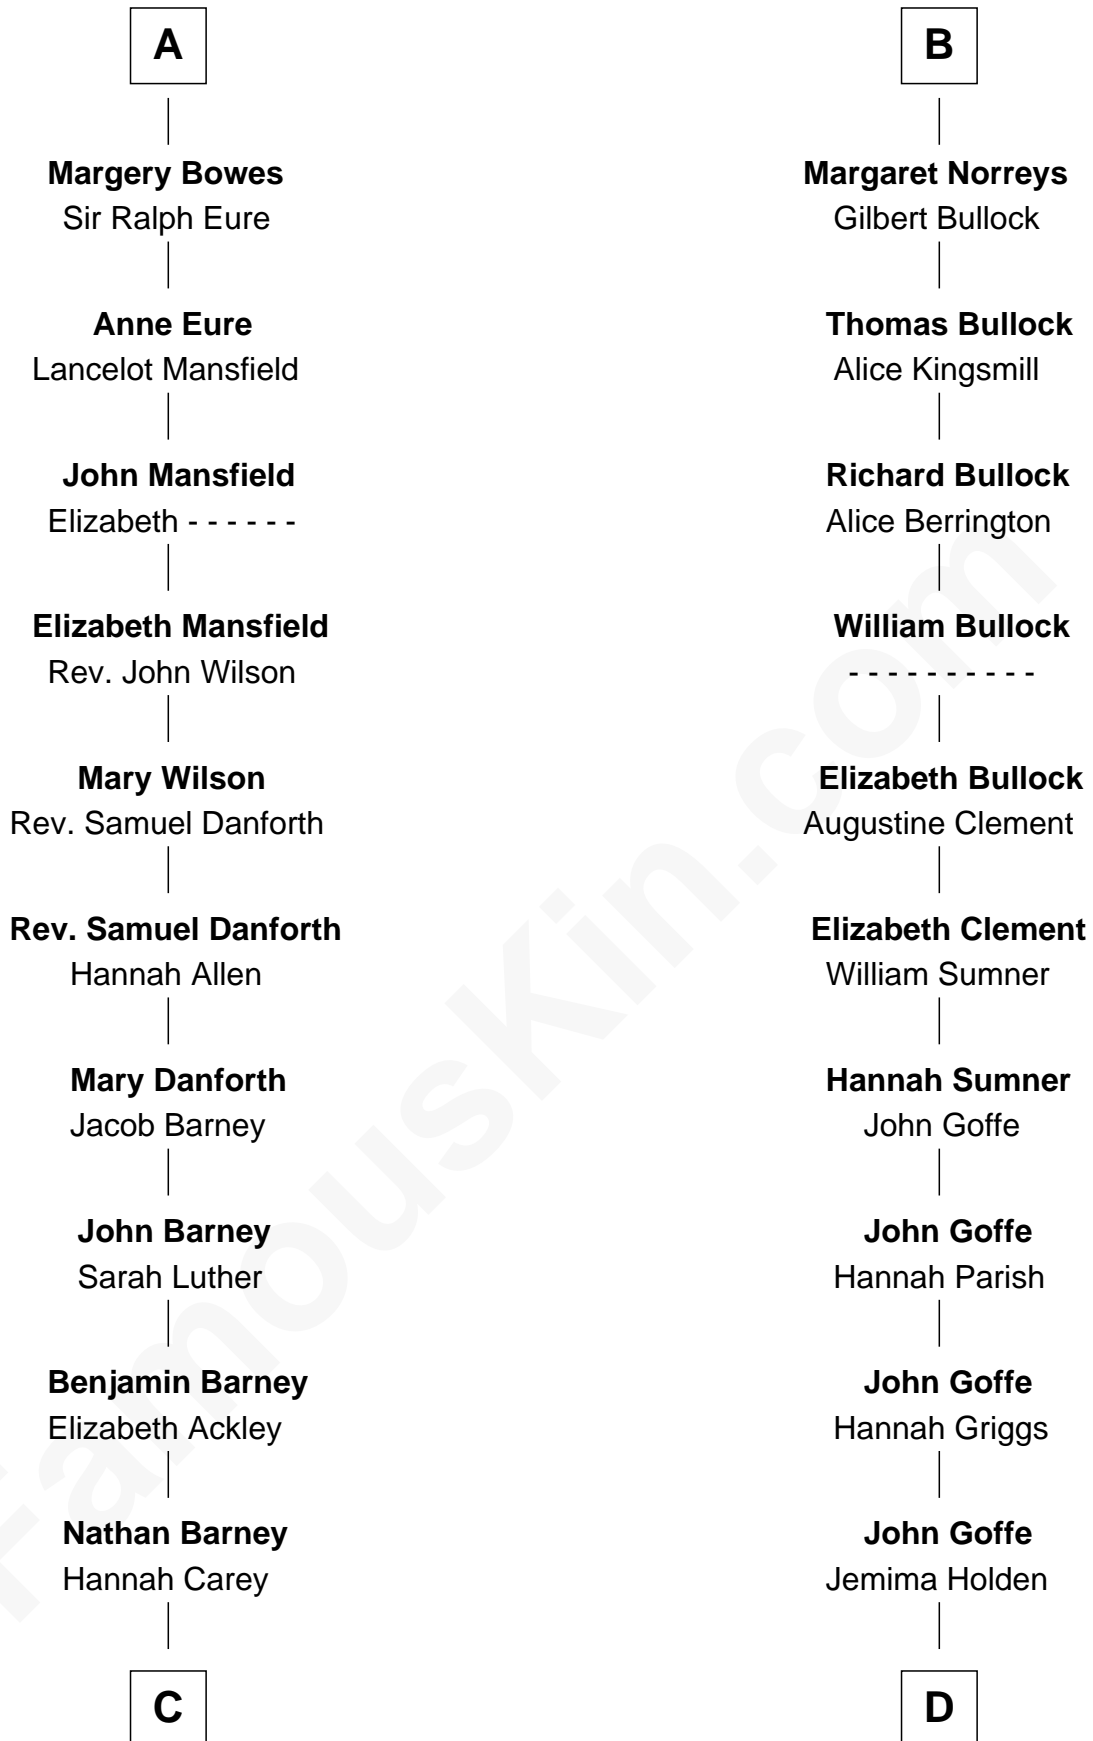 A
Margery Bowes
Sir Ralph Eure
Anne Eure
Lancelot Mansfield
John Mansfield
Elizabeth - - - - - -
Elizabeth Mansfield
Rev. John Wilson
Mary Wilson
Rev. Samuel Danforth
Rev. Samuel Danforth
Hannah Allen
Mary Danforth
Jacob Barney
John Barney
Sarah Luther
Benjamin Barney
Elizabeth Ackley
Nathan Barney
Hannah Carey
C
B
Margaret Norreys
Gilbert Bullock
Thomas Bullock
Alice Kingsmill
Richard Bullock
Alice Berrington
William Bullock
- - - - - - - - - -
Elizabeth Bullock
Augustine Clement
Elizabeth Clement
William Sumner
Hannah Sumner
John Goffe
John Goffe
Hannah Parish
John Goffe
Hannah Griggs
John Goffe
Jemima Holden
D
FamousKin.com